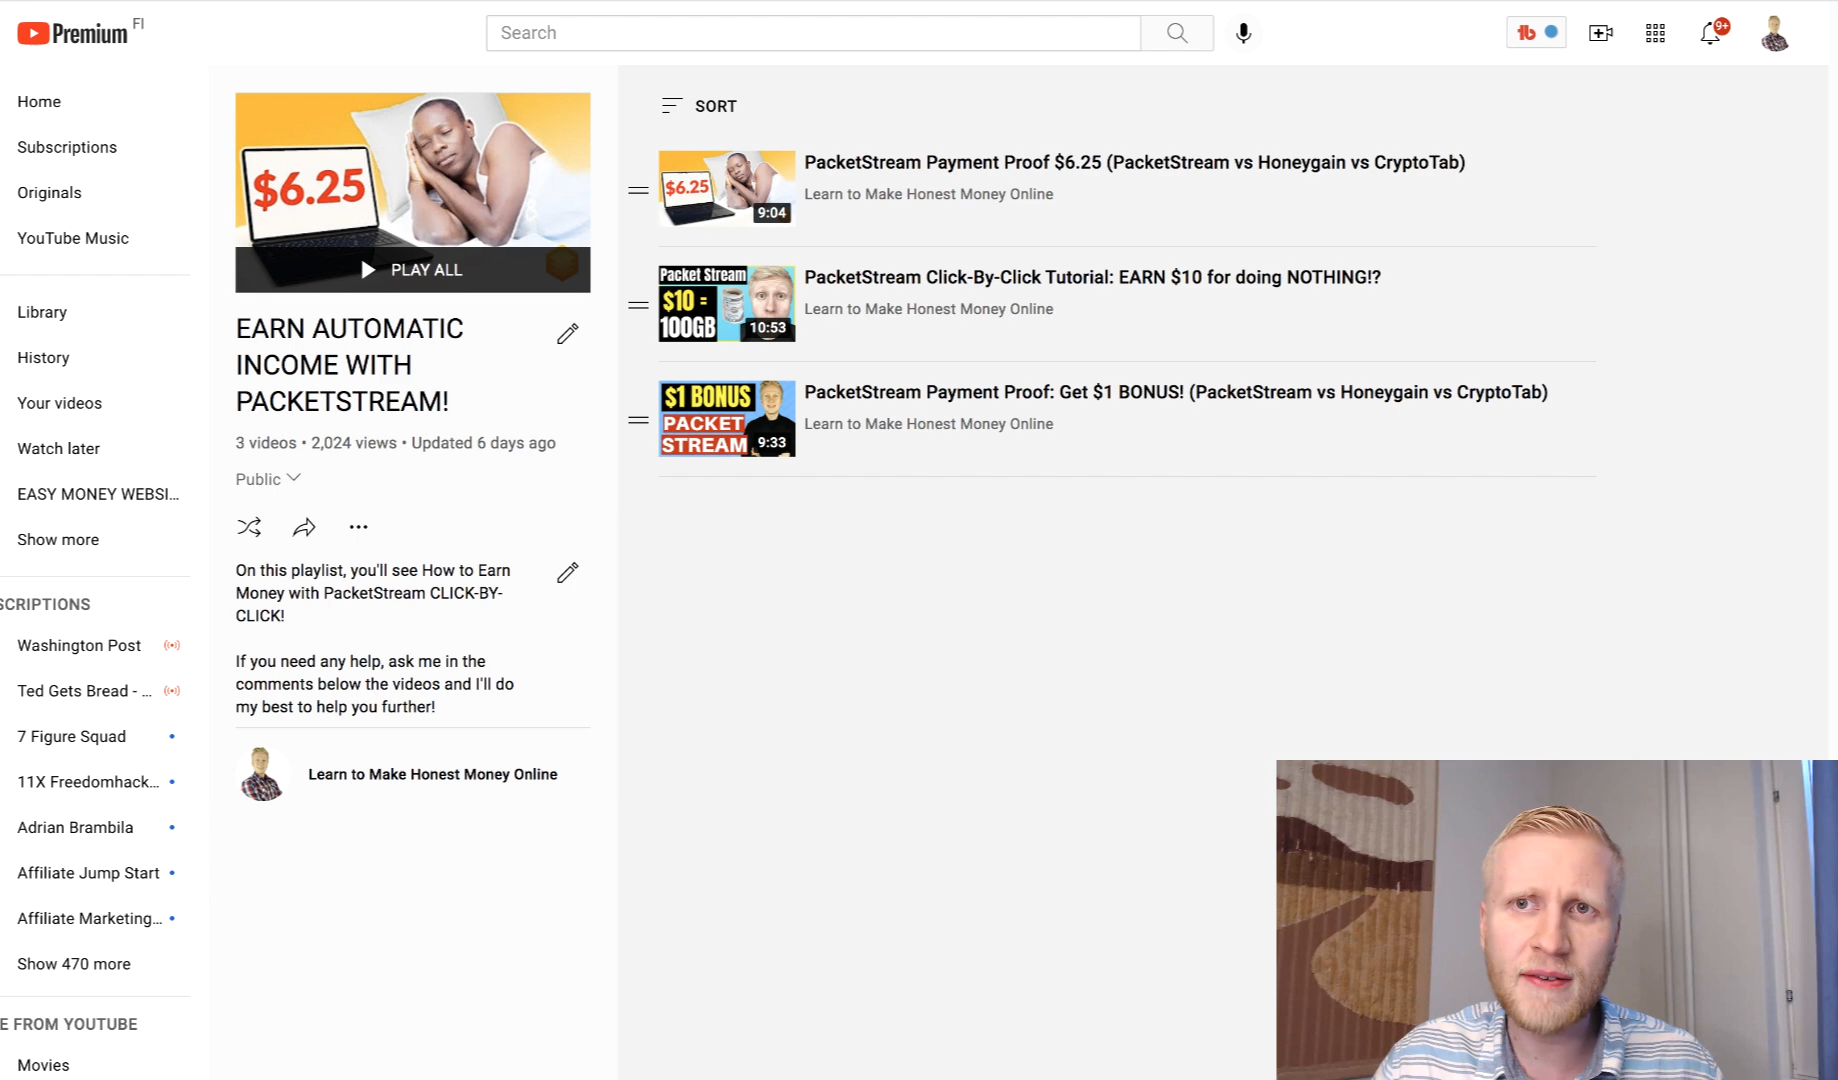 Premium FI
Search
9+
Home
Subscriptions
Originals
YouTube Music
Library
History
Your videos
Watch later
EASY MONEY WEBSI...
Show more
SCRIPTIONS
Washington Post
Ted Gets Bread - ...
7 Figure Squad
11X Freedomhack...
Adrian Brambila
Affiliate Jump Start
Affiliate Marketing...
Show 470 more
E FROM YOUTUBE
Movies
$6.25
PLAY ALL
EARN AUTOMATIC
INCOME WITH
PACKETSTREAM!
3 videos • 2,024 views • Updated 6 days ago
Public
On this playlist, you'll see How to Earn
Money with PacketStream CLICK-BY-
CLICK!
If you need any help, ask me in the
comments below the videos and I'll do
my best to help you further!
Learn to Make Honest Money Online
SORT
$6.25
9:04
PacketStream Payment Proof $6.25 (PacketStream vs Honeygain vs CryptoTab)
Learn to Make Honest Money Online
Packet Stream
$10 =
100GB
10:53
PacketStream Click-By-Click Tutorial: EARN $10 for doing NOTHING!?
Learn to Make Honest Money Online
$1 BONUS
PACKET
STREAM
9:33
PacketStream Payment Proof: Get $1 BONUS! (PacketStream vs Honeygain vs CryptoTab)
Learn to Make Honest Money Online